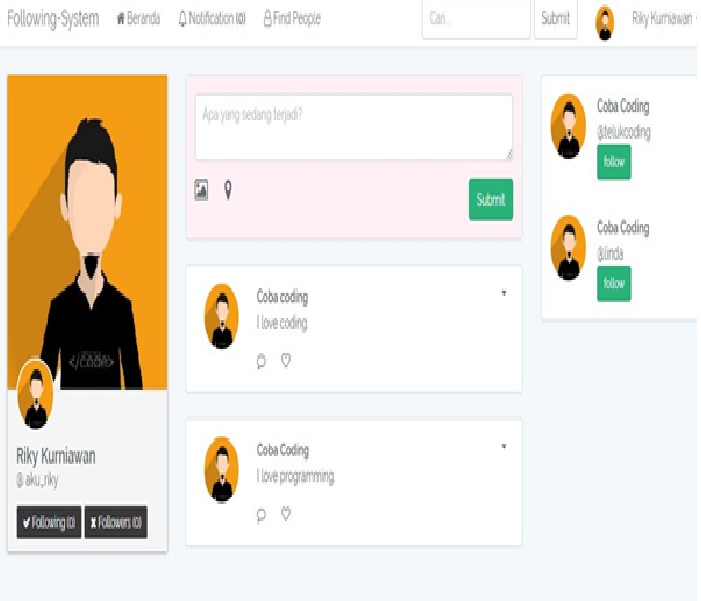 Following-System Beranda Notification (0) Find People Cari.. Submit Riky Kurniawan
</code>
Riky Kurniawan
@aku_riky
Following (0) Followers (0)
Apa yang sedang terjadi?
Submit
Coba coding
I love coding
Coba Coding
I love programming
Coba Coding
@telukcoding
follow
Coba Coding
@linda
follow